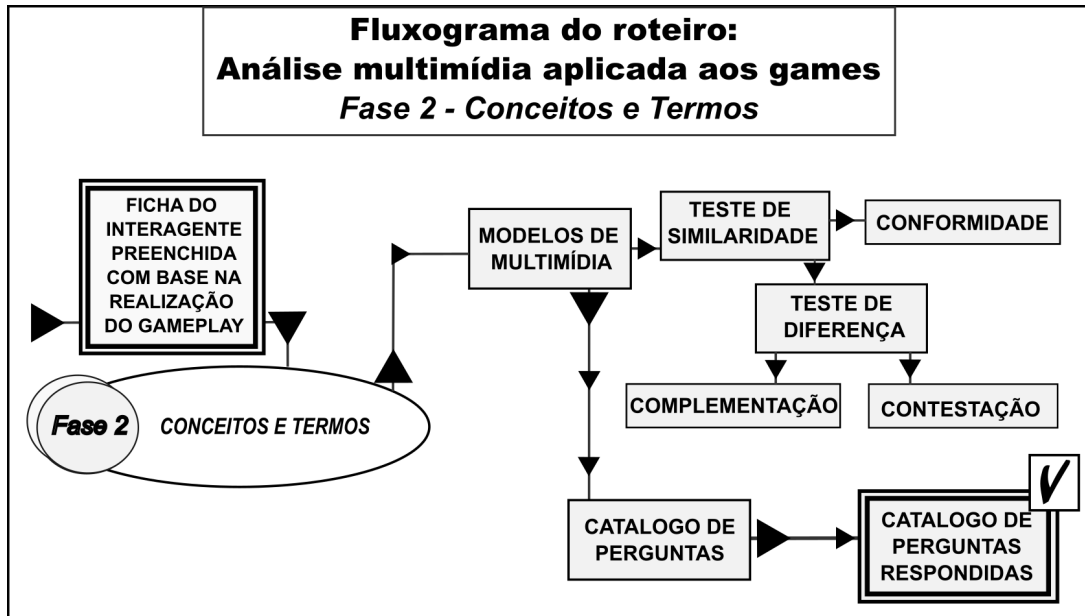 Fluxograma do roteiro:
Análise multimídia aplicada aos games
Fase 2 - Conceitos e Termos
FICHA DO
INTERAGENTE
PREENCHIDA
COM BASE NA
REALIZAÇÃO
DO GAMEPLAY
Fase 2
CONCEITOS E TERMOS
MODELOS DE
MULTIMÍDIA
TESTE DE
SIMILARIDADE
CONFORMIDADE
TESTE DE
DIFERENÇA
COMPLEMENTAÇÃO
CONTESTAÇÃO
CATALOGO DE
PERGUNTAS
CATALOGO DE
PERGUNTAS
RESPONDIDAS